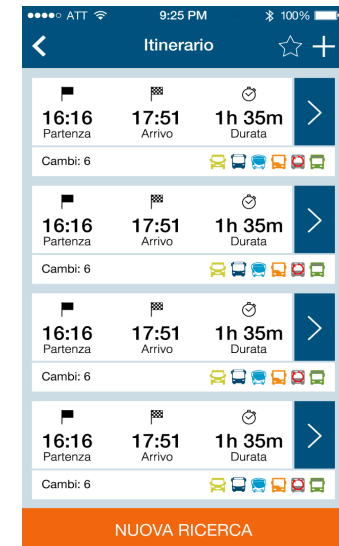 ATT 9:25 PM 100%
Itinerario
16:16 17:51 1h 35m
Partenza Arrivo Durata
Cambi: 6
16:16 17:51 1h 35m
Partenza Arrivo Durata
Cambi: 6
16:16 17:51 1h 35m
Partenza Arrivo Durata
Cambi: 6
16:16 17:51 1h 35m
Partenza Arrivo Durata
Cambi: 6
NUOVA RICERCA